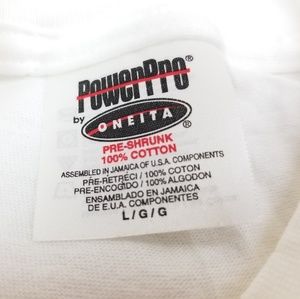 PowerPro®
by ONEITA®
PRE-SHRUNK
100% COTTON
ASSEMBLED IN JAMAICA OF U.S.A. COMPONENTS
PRE-RETRECI / 100% COTON
PRE-ENCOGIDO / 100% ALGODON
ENSAMBLADO EN JAMAICA
DE E.U.A. COMPONENTES
L / G / G